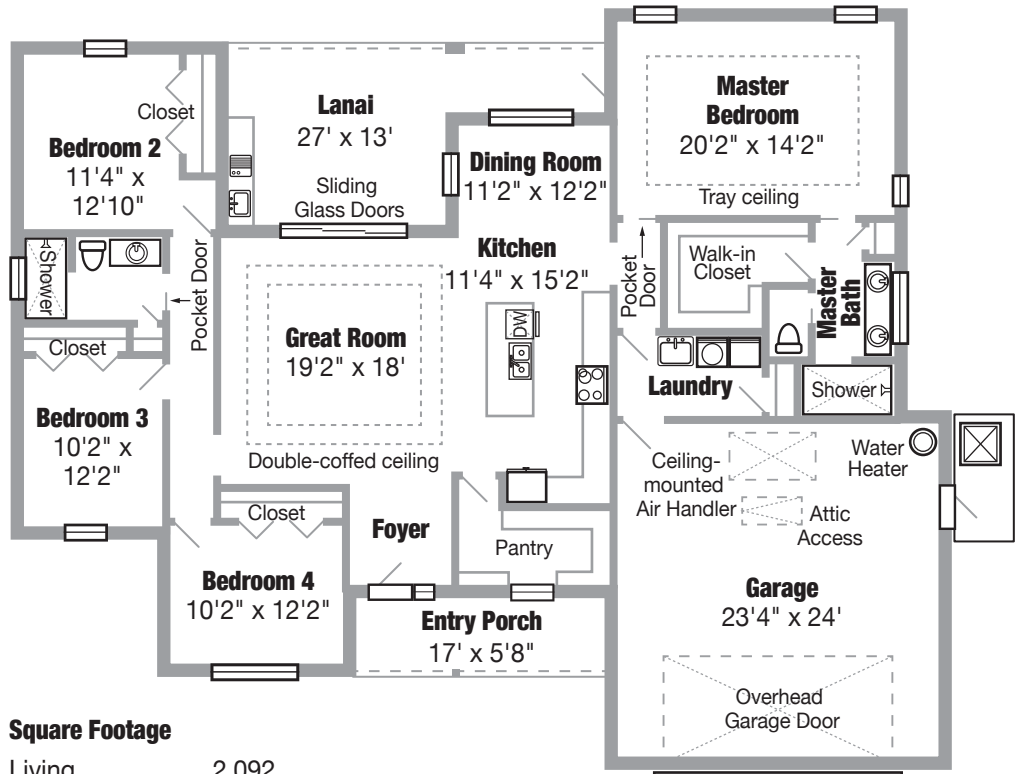 Master
Bedroom
20'2" x 14'2"
Tray ceiling
Lanai
27' x 13'
Sliding
Glass Doors
Closet
Bedroom 2
11'4" x
12'10"
Dining Room
11'2" x 12'2"
Kitchen
11'4" x 15'2"
DW
Shower
Pocket Door
Pocket
Door
Walk-in
Closet
Master
Bath
Great Room
19'2" x 18'
Double-coffed ceiling
Closet
Bedroom 3
10'2" x
12'2"
Laundry
Shower
Water
Heater
Ceiling-
mounted
Air Handler
Attic
Access
Closet
Foyer
Pantry
Bedroom 4
10'2" x 12'2"
Entry Porch
17' x 5'8"
Garage
23'4" x 24'
Overhead
Garage Door
Square Footage
Living 2,092